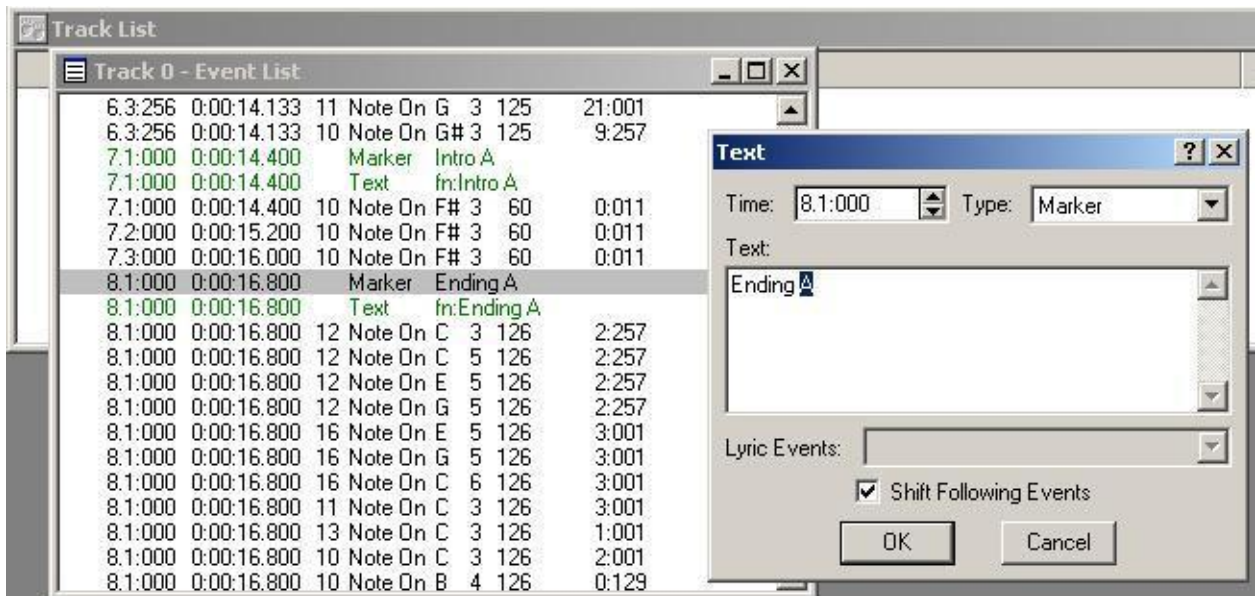 Track List
Track 0 - Event List
6.3:256 0:00:14.133 11 Note On G 3 125 21:001
6.3:256 0:00:14.133 10 Note On G# 3 125 9:257
7.1:000 0:00:14.400 Marker Intro A
7.1:000 0:00:14.400 Text fn:Intro A
7.1:000 0:00:14.400 10 Note On F# 3 60 0:011
7.2:000 0:00:15.200 10 Note On F# 3 60 0:011
7.3:000 0:00:16.000 10 Note On F# 3 60 0:011
8.1:000 0:00:16.800 Marker Ending A
8.1:000 0:00:16.800 Text fn:Ending A
8.1:000 0:00:16.800 12 Note On C 3 126 2:257
8.1:000 0:00:16.800 12 Note On C 5 126 2:257
8.1:000 0:00:16.800 12 Note On E 5 126 2:257
8.1:000 0:00:16.800 12 Note On G 5 126 2:257
8.1:000 0:00:16.800 16 Note On E 5 126 3:001
8.1:000 0:00:16.800 16 Note On G 5 126 3:001
8.1:000 0:00:16.800 16 Note On C 6 126 3:001
8.1:000 0:00:16.800 11 Note On C 3 126 3:001
8.1:000 0:00:16.800 13 Note On C 3 126 1:001
8.1:000 0:00:16.800 10 Note On C 3 126 2:001
8.1:000 0:00:16.800 10 Note On B 4 126 0:129
Text
Time: 8.1:000 Type: Marker
Text:
Ending A
Lyric Events:
Shift Following Events
OK Cancel